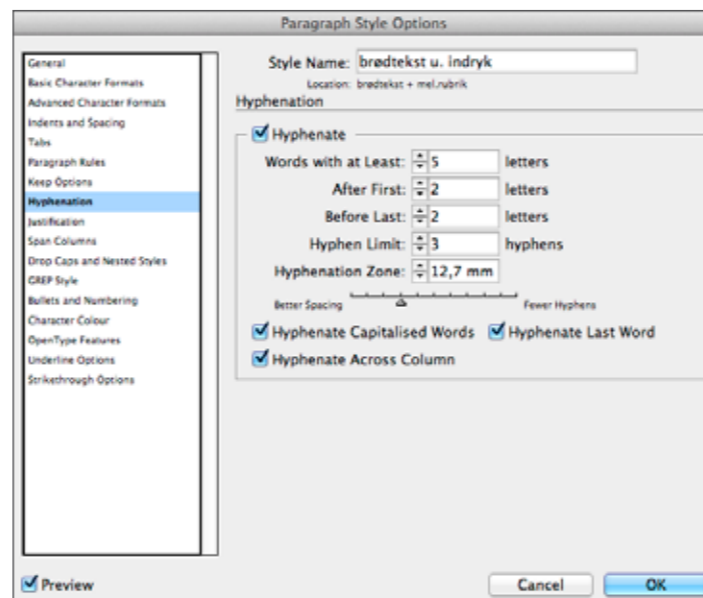 Paragraph Style Options
General
Basic Character Formats
Advanced Character Formats
Indents and Spacing
Tabs
Paragraph Rules
Keep Options
Hyphenation
Justification
Span Columns
Drop Caps and Nested Styles
GREP Style
Bullets and Numbering
Character Colour
OpenType Features
Underline Options
Strikethrough Options
Style Name: brødtekst u. indryk
Location: brødtekst + mel.rubrik
Hyphenation
Hyphenate
Words with at Least: 5 letters
After First: 2 letters
Before Last: 2 letters
Hyphen Limit: 3 hyphens
Hyphenation Zone: 12,7 mm
Better Spacing Fewer Hyphens
Hyphenate Capitalised Words Hyphenate Last Word
Hyphenate Across Column
Preview Cancel OK